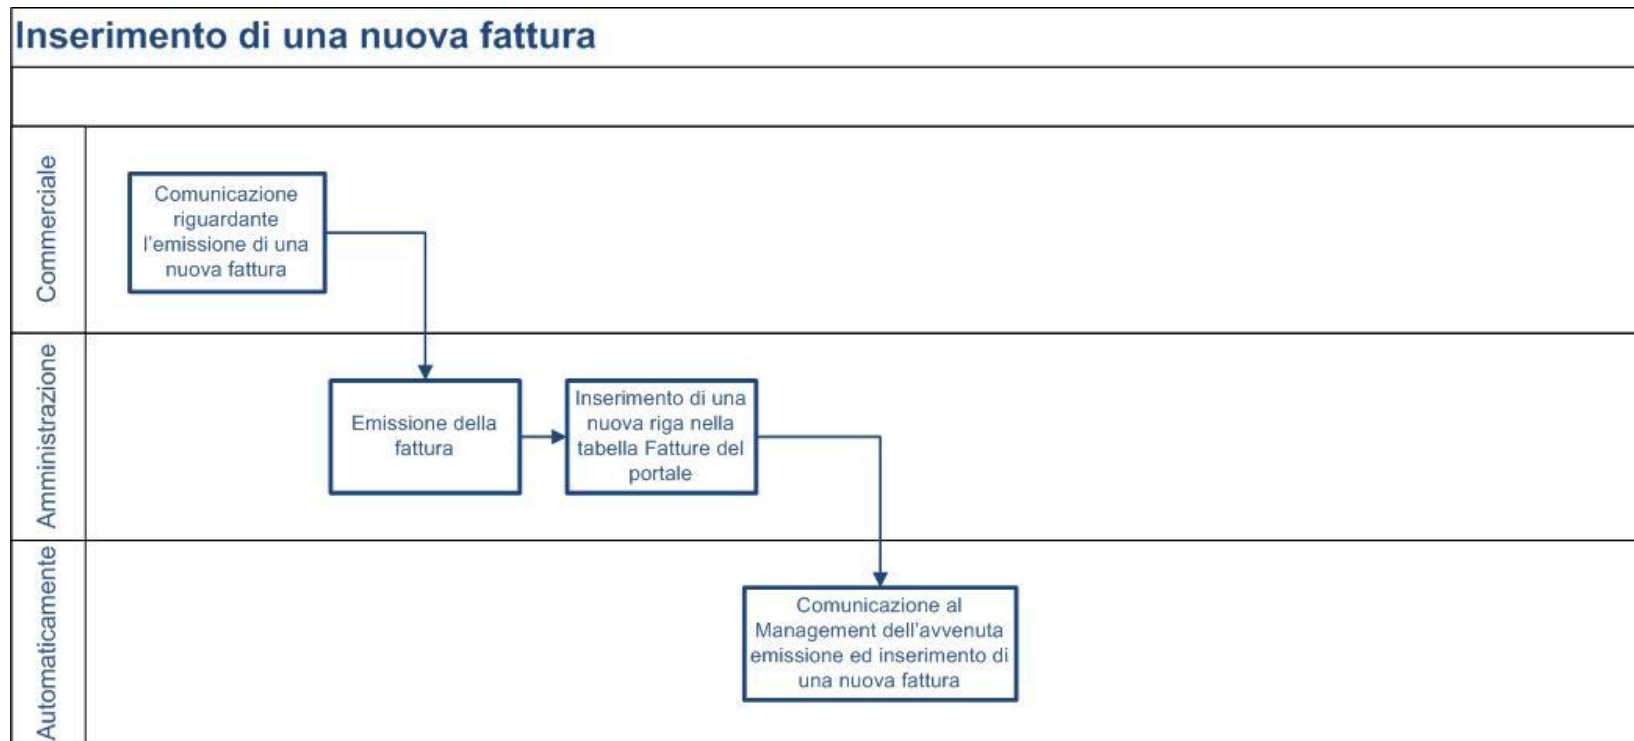 Inserimento di una nuova fattura
Commerciale
Comunicazione
riguardante
l'emissione di una
nuova fattura
Amministrazione
Emissione della
fattura
Inserimento di una
nuova riga nella
tabella Fatture del
portale
Automaticamente
Comunicazione al
Management dell'avvenuta
emissione ed inserimento di
una nuova fattura